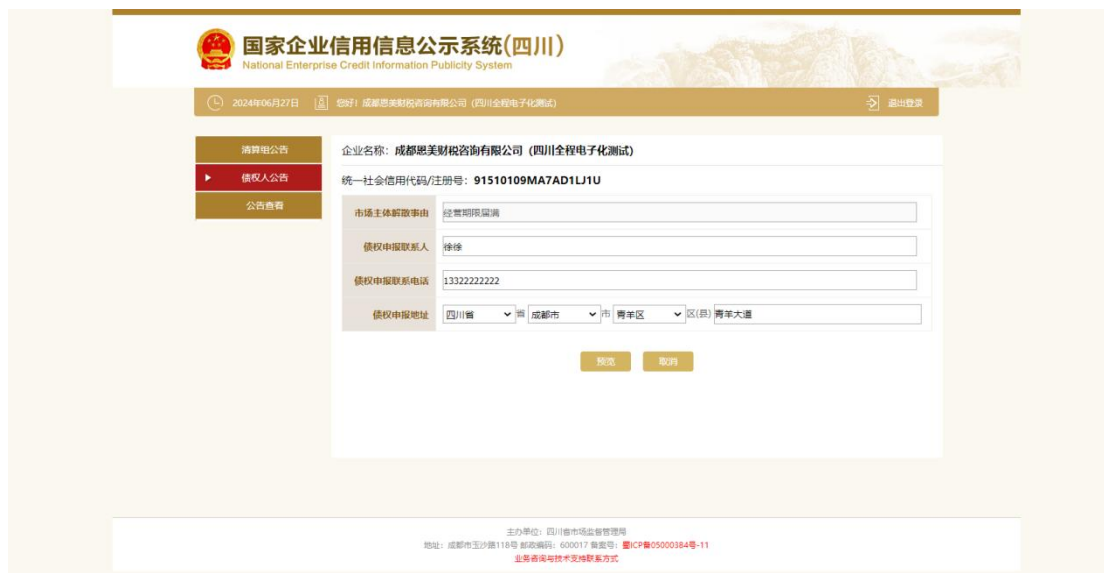 国家企业信用信息公示系统(四川)
National Enterprise Credit Information Publicity System
2024年06月27日 您好！成都恩美财税咨询有限公司（四川全程电子化测试） 退出登录
清算组公告
债权人公告
公告查看
企业名称：成都恩美财税咨询有限公司（四川全程电子化测试）
统一社会信用代码/注册号：91510109MA7AD1LJ1U
市场主体解散事由 经营期限届满
债权申报联系人 徐徐
债权申报联系电话 13322222222
债权申报地址 四川省 省 成都市 市 青羊区 区(县) 青羊大道
预览 取消
主办单位：四川省市场监督管理局
地址：成都市玉沙路118号 邮政编码：600017 备案号：蜀ICP备05000384号-11
业务咨询与技术支持联系方式